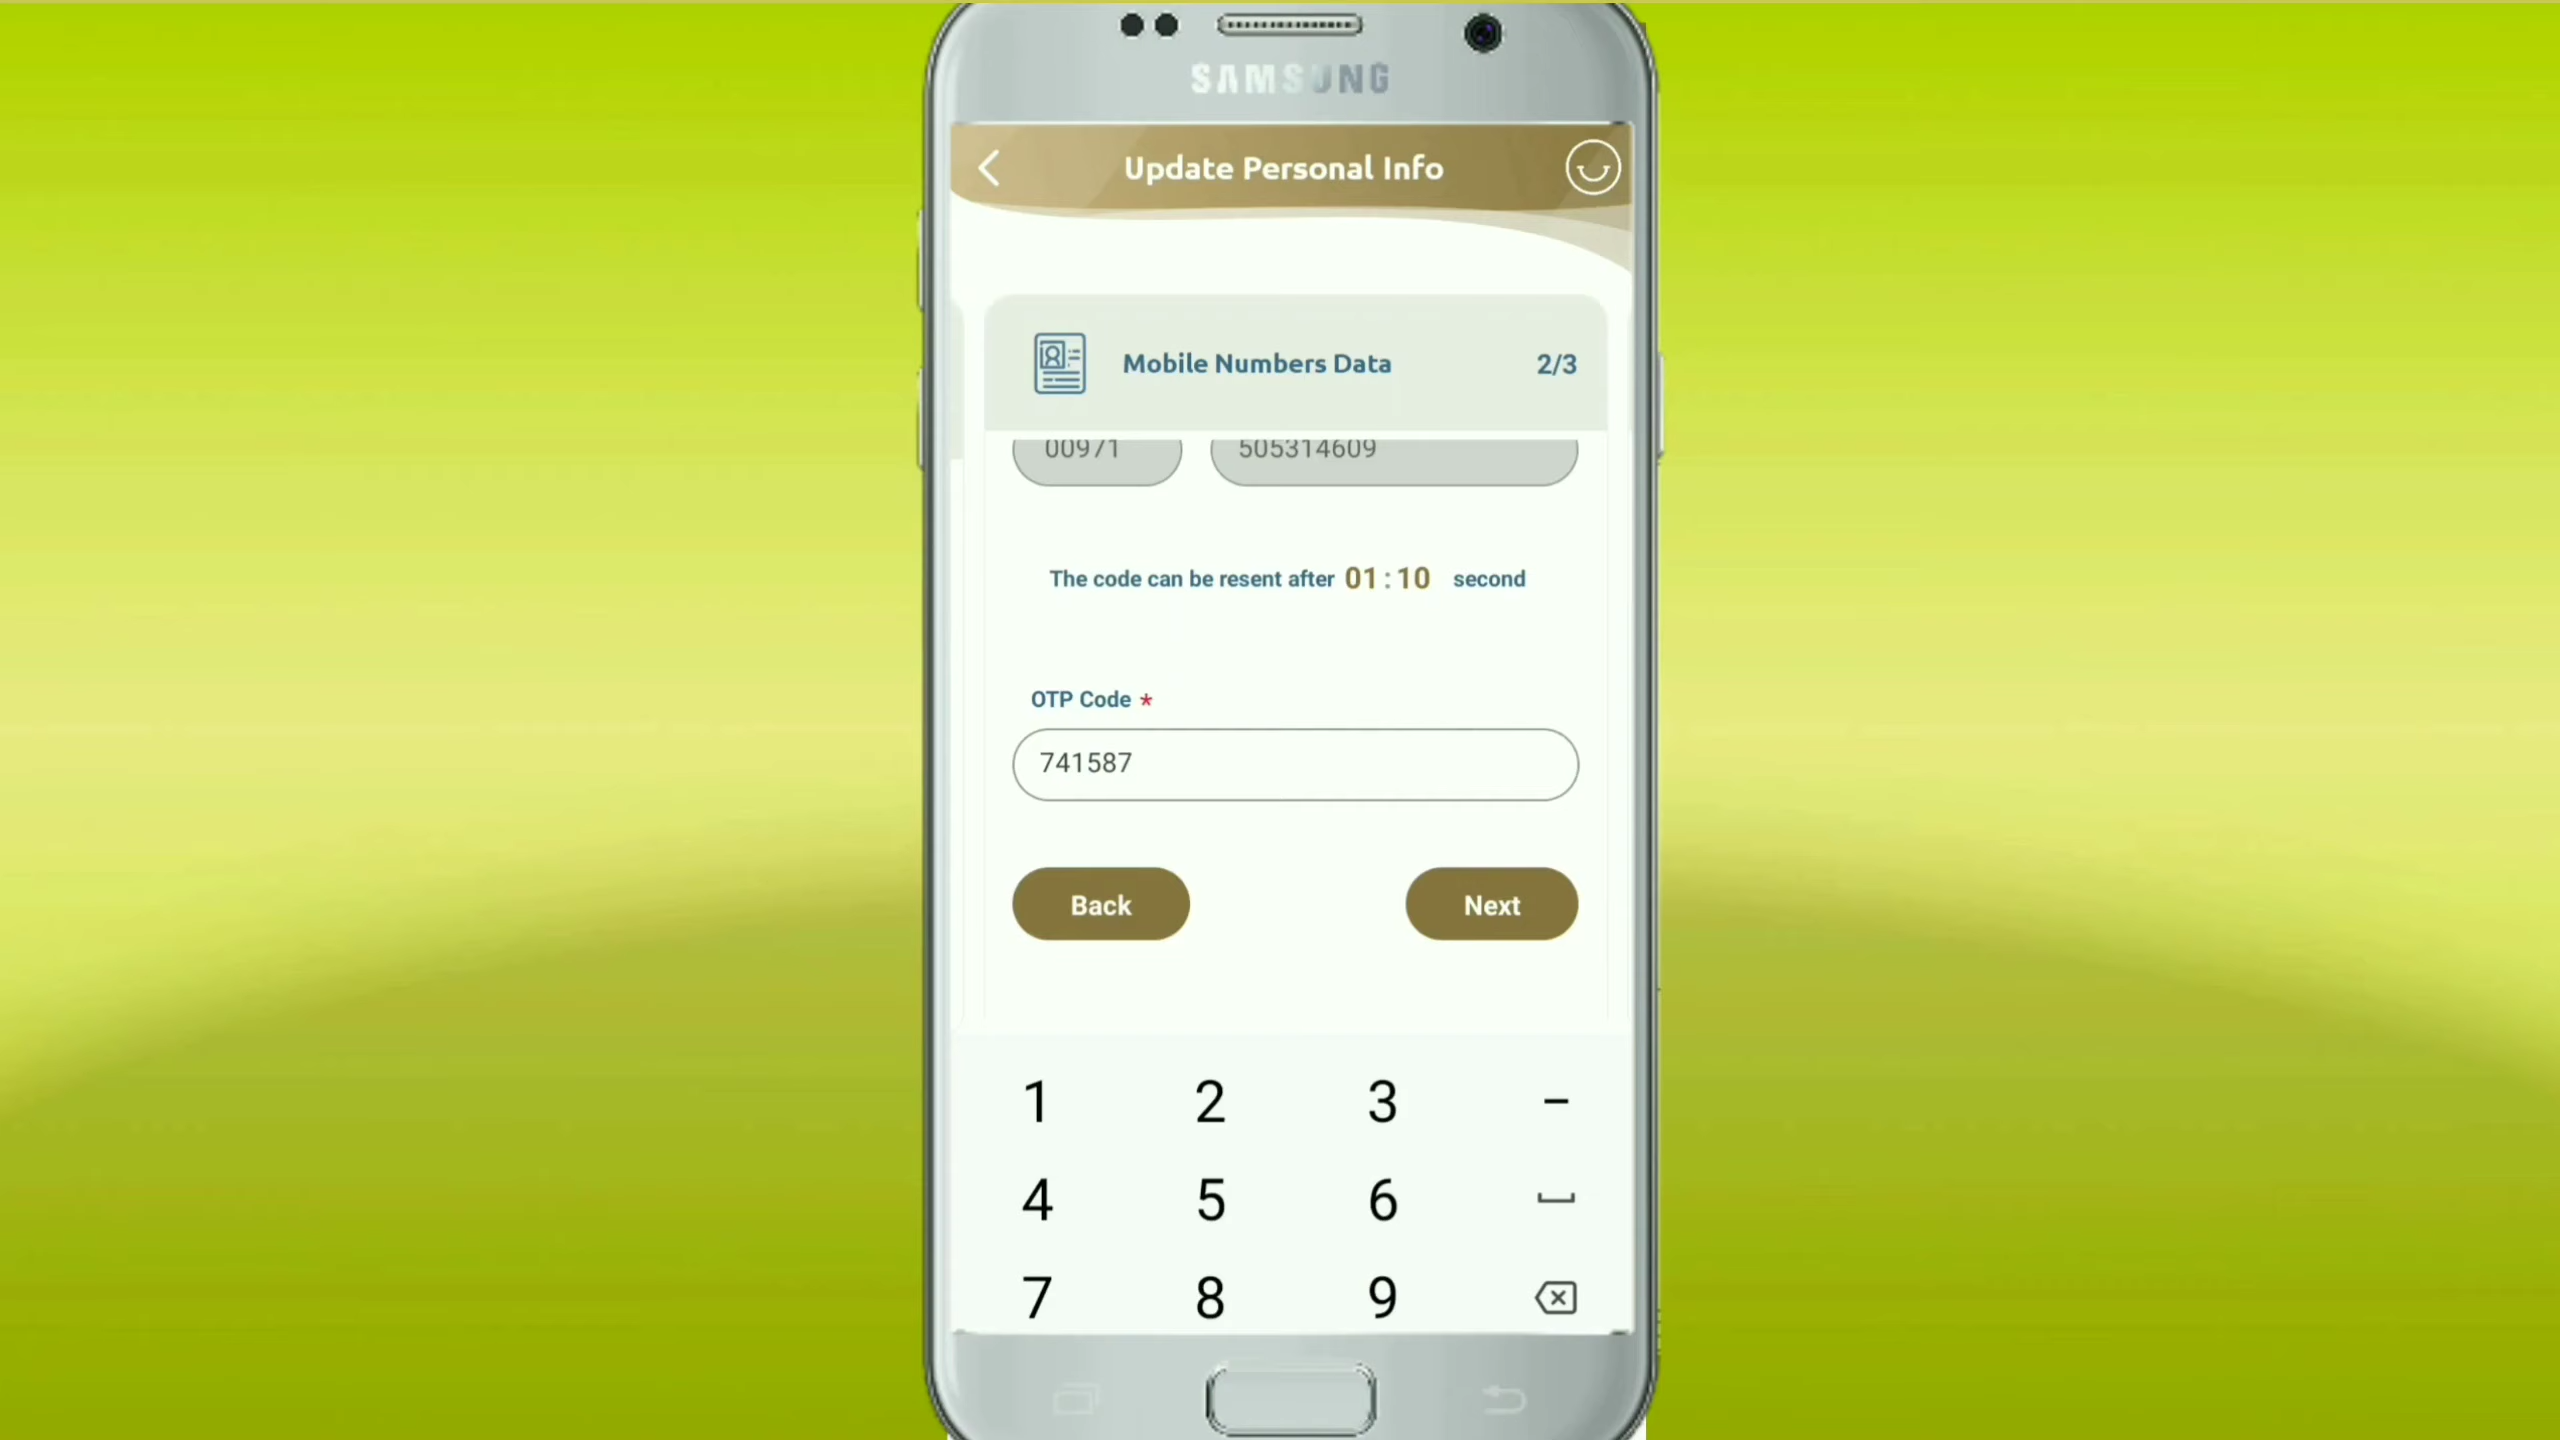 SAMSUNG
Update Personal Info
Mobile Numbers Data 2/3
00971 505314609
The code can be resent after 01:10 second
OTP Code *
741587
Back Next
1 2 3 -
4 5 6
7 8 9